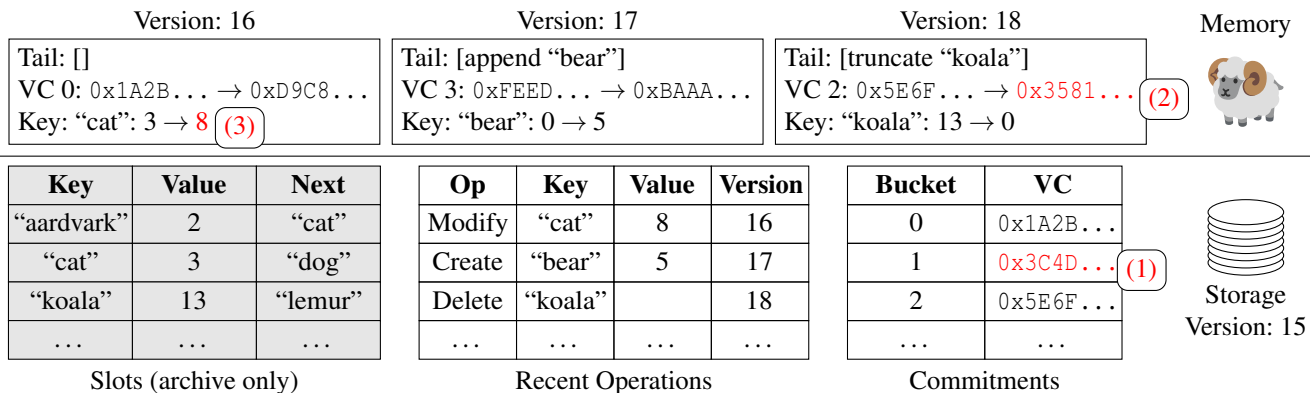 Version: 16
Version: 17
Version: 18
Memory
Tail: []
VC 0: 0x1A2B... → 0xD9C8...
Key: “cat”: 3 → 8 (3)
Tail: [append “bear”]
VC 3: 0xFEED... → 0xBAAA...
Key: “bear”: 0 → 5
Tail: [truncate “koala”]
VC 2: 0x5E6F... → 0x3581... (2)
Key: “koala”: 13 → 0
Key Value Next
“aardvark” 2 “cat”
“cat” 3 “dog”
“koala” 13 “lemur”
... ... ...
Slots (archive only)
Op Key Value Version
Modify “cat” 8 16
Create “bear” 5 17
Delete “koala” 18
... ... ... ...
Recent Operations
Bucket VC
0 0x1A2B...
1 0x3C4D... (1)
2 0x5E6F...
... ...
Commitments
Storage
Version: 15